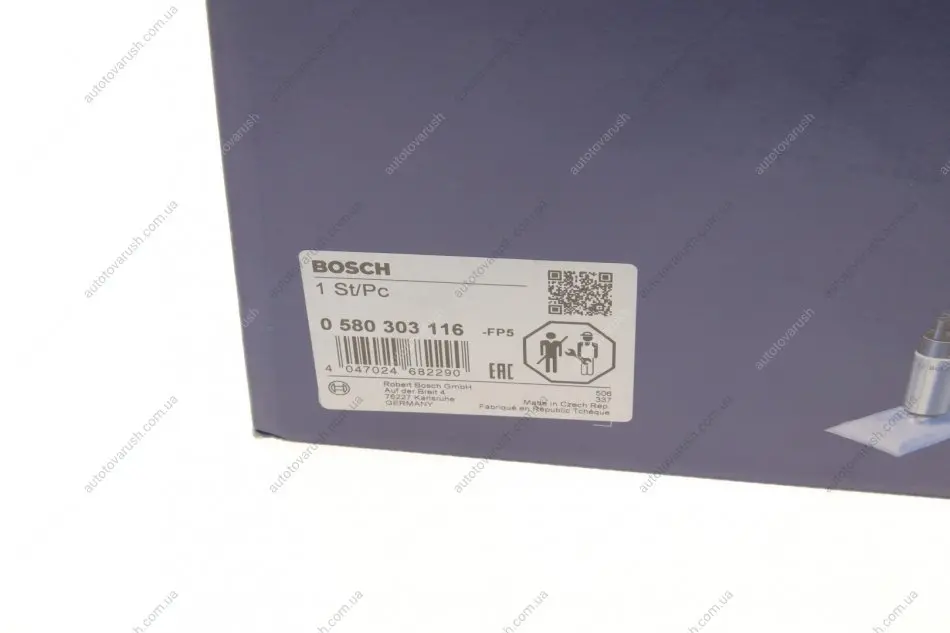 BOSCH
1 St/Pc
0 580 303 116 -FP5
4 047024 682290
EAC
Robert Bosch GmbH
Auf der Breit 4
76227 Karlsruhe
GERMANY
506
337
Made in Czech Rep.
Fabriqué en République Tchèque
autotovarush.com.ua